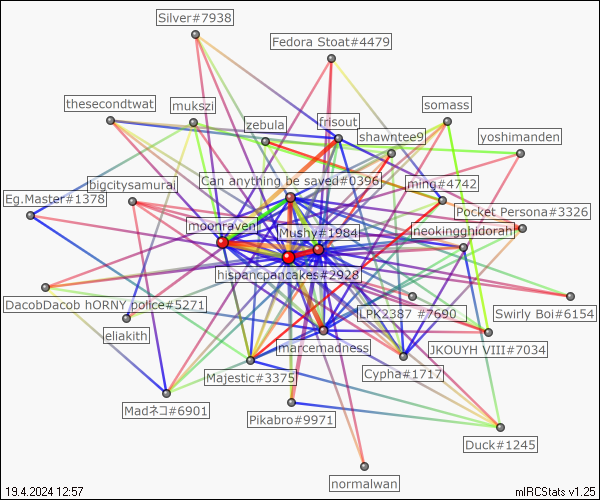 Silver#7938
Fedora Stoat#4479
thesecondtwat
mukszi
somass
frisout
zebula
shawntee9
yoshimanden
Can anything be saved#0396
bigcitysamurai
ming#4742
Eg.Master#1378
Pocket Persona#3326
moonraven
Mushy#1984
neokingghidorah
hispancpancakes#2928
DacobDacob hORNY police#5271
LPK2387 #7690
Swirly Boi#6154
eliakith
marcemadness
JKOUYH VIII#7034
Majestic#3375
Cypha#1717
Madネコ#6901
Pikabro#9971
Duck#1245
normalwan
19.4.2024 12:57
mIRCStats v1.25